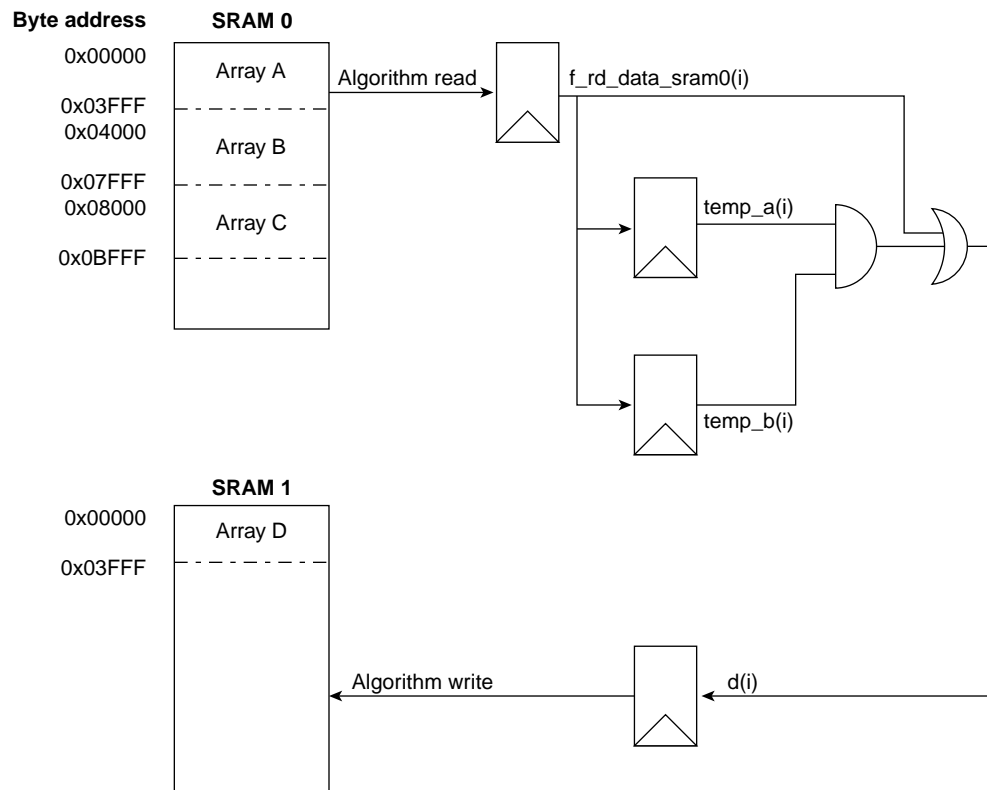 Byte address
SRAM 0
0x00000
Array A
Algorithm read
f_rd_data_sram0(i)
0x03FFF
0x04000
Array B
0x07FFF
0x08000
Array C
0x0BFFF
temp_a(i)
temp_b(i)
SRAM 1
0x00000
Array D
0x03FFF
Algorithm write
d(i)